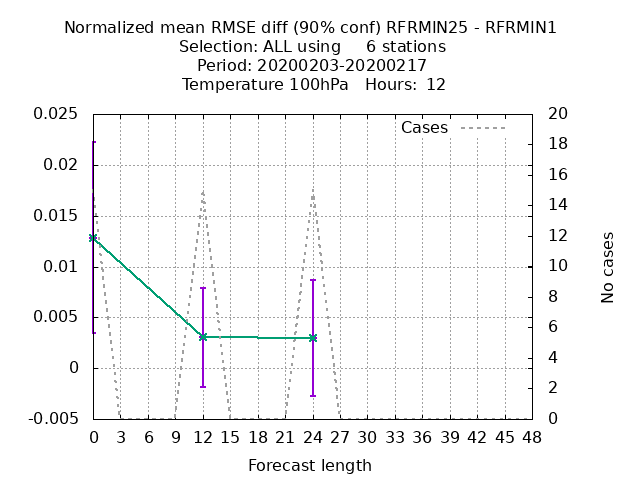 Normalized mean RMSE diff (90% conf) RFRMIN25 - RFRMIN1
Selection: ALL using     6 stations
Period: 20200203-20200217
Temperature 100hPa   Hours:  12
Cases
0.025
0.02
0.015
0.01
0.005
0
-0.005
20
18
16
14
12
10
8
6
4
2
0
No cases
0 3 6 9 12 15 18 21 24 27 30 33 36 39 42 45 48
Forecast length